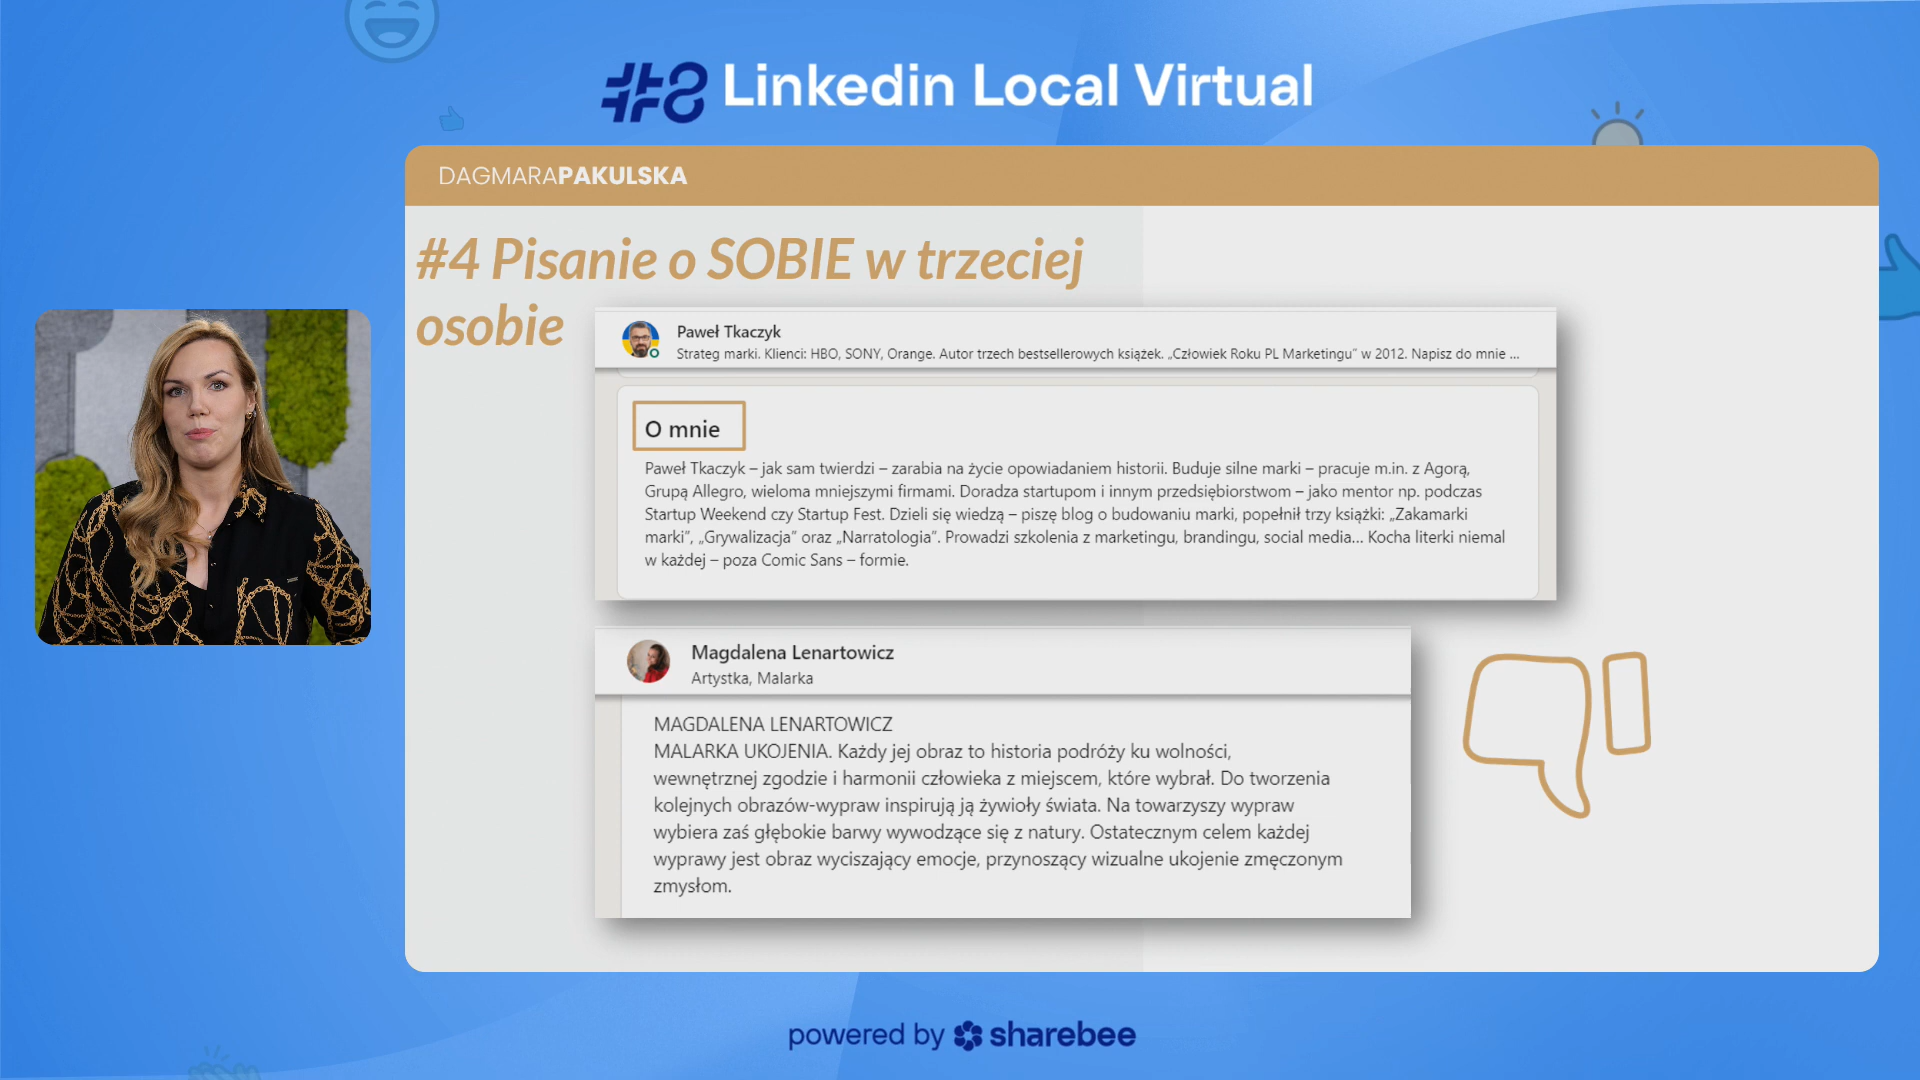 #8 Linkedin Local Virtual
DAGMARAPAKULSKA
#4 Pisanie o SOBIE w trzeciej
osobie
Paweł Tkaczyk
Strateg marki. Klienci: HBO, SONY, Orange. Autor trzech bestsellerowych książek. „Człowiek Roku PL Marketingu” w 2012. Napisz do mnie ...
O mnie
Paweł Tkaczyk – jak sam twierdzi – zarabia na życie opowiadaniem historii. Buduje silne marki – pracuje m.in. z Agorą,
Grupą Allegro, wieloma mniejszymi firmami. Doradza startupom i innym przedsiębiorstwom – jako mentor np. podczas
Startup Weekend czy Startup Fest. Dzieli się wiedzą – piszę blog o budowaniu marki, popełnił trzy książki: „Zakamarki
marki”, „Grywalizacja” oraz „Narratologia”. Prowadzi szkolenia z marketingu, brandingu, social media... Kocha literki niemal
w każdej – poza Comic Sans – formie.
Magdalena Lenartowicz
Artystka, Malarka
MAGDALENA LENARTOWICZ
MALARKA UKOJENIA. Każdy jej obraz to historia podróży ku wolności,
wewnętrznej zgodzie i harmonii człowieka z miejscem, które wybrał. Do tworzenia
kolejnych obrazów-wypraw inspirują ją żywioły świata. Na towarzyszy wypraw
wybiera zaś głębokie barwy wywodzące się z natury. Ostatecznym celem każdej
wyprawy jest obraz wyciszający emocje, przynoszący wizualne ukojenie zmęczonym
zmysłom.
powered by sharebee